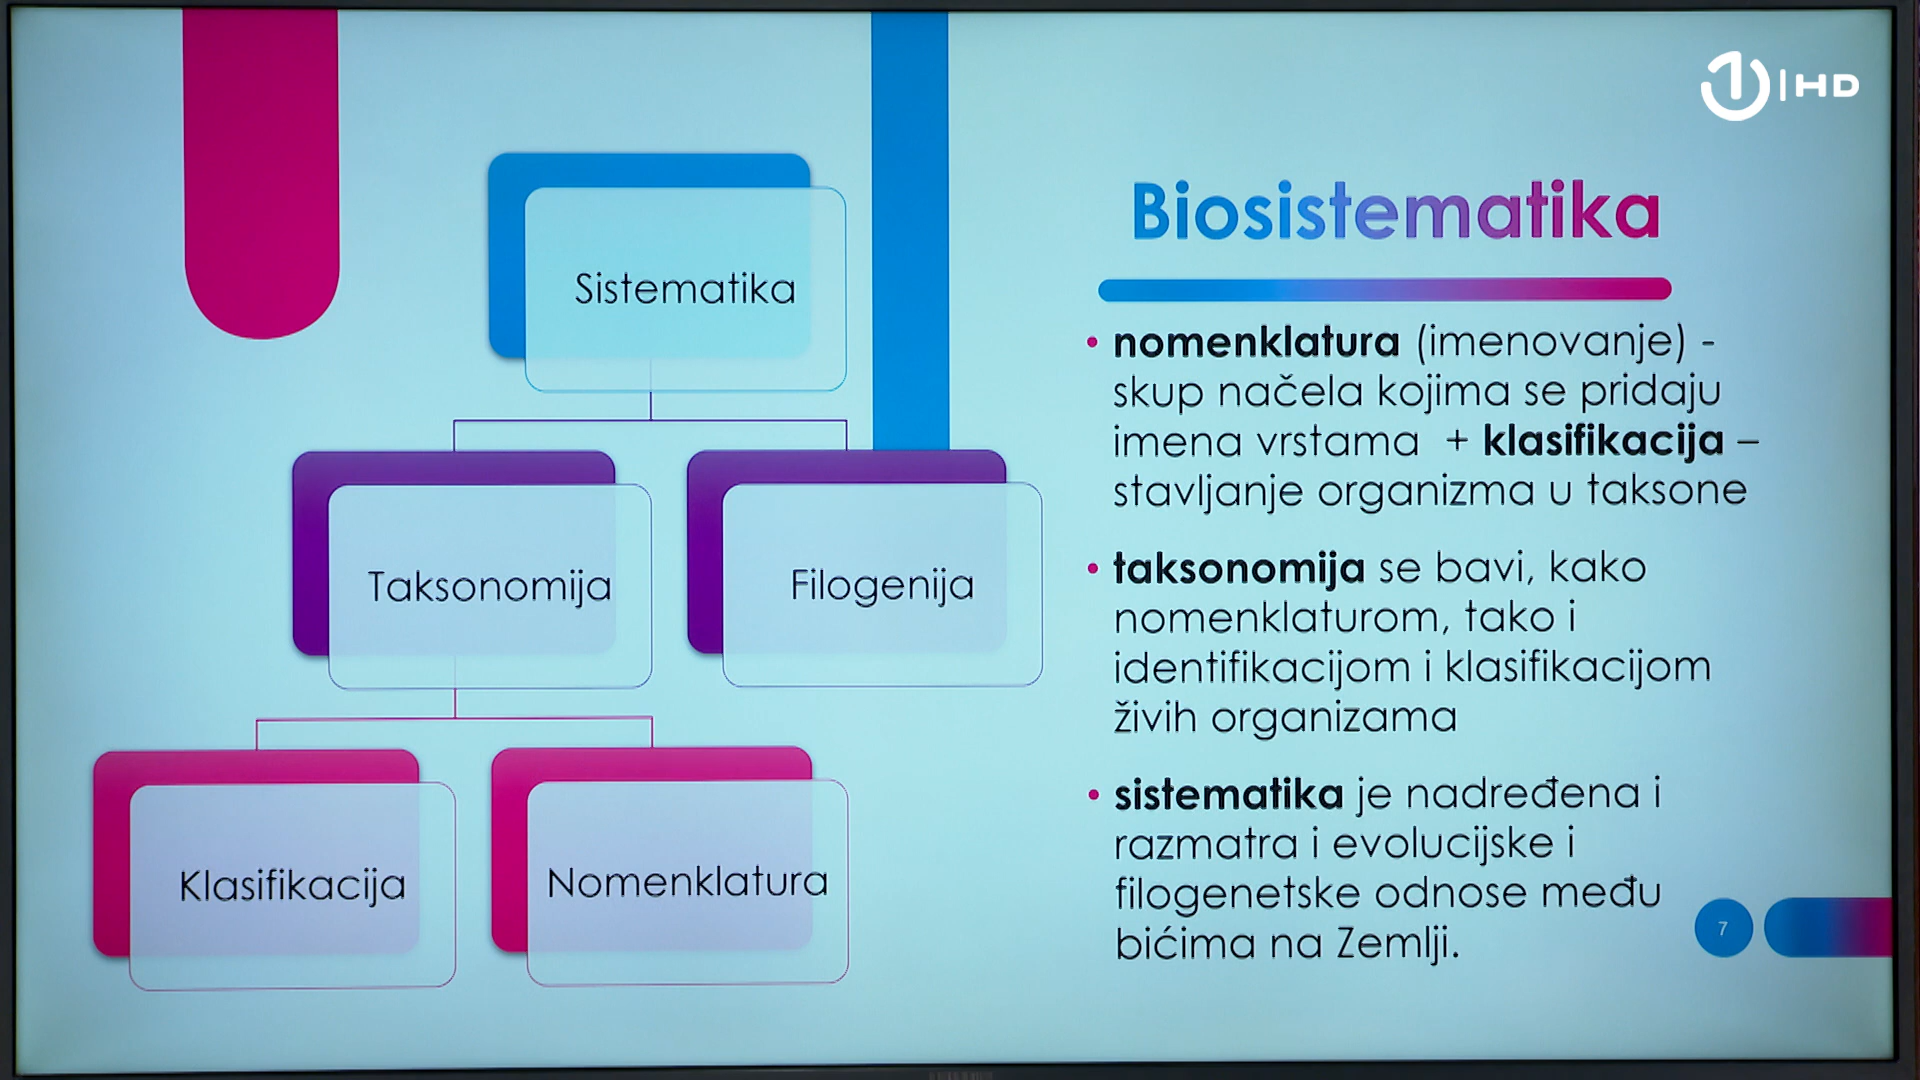 1|HD
Biosistematika
Sistematika
Taksonomija
Filogenija
Klasifikacija
Nomenklatura
• nomenklatura (imenovanje) -
skup načela kojima se pridaju
imena vrstama + klasifikacija –
stavljanje organizma u taksone
• taksonomija se bavi, kako
nomenklaturom, tako i
identifikacijom i klasifikacijom
živih organizama
• sistematika je nadređena i
razmatra i evolucijske i
filogenetske odnose među
bićima na Zemlji.
7